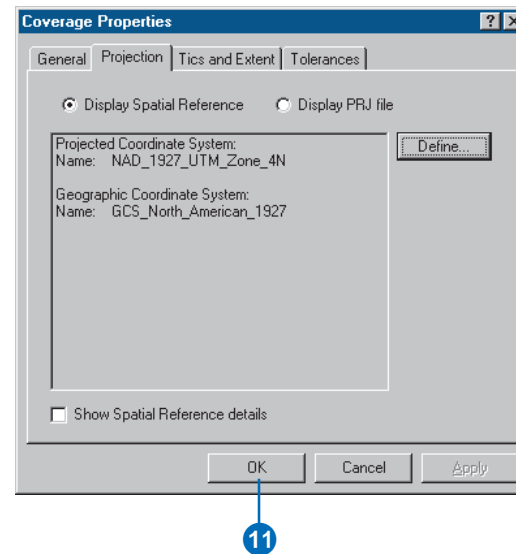 Coverage Properties
General Projection Tics and Extent Tolerances
Display Spatial Reference Display PRJ file
Projected Coordinate System:
Name: NAD_1927_UTM_Zone_4N
Define...
Geographic Coordinate System:
Name: GCS_North_American_1927
Show Spatial Reference details
OK Cancel Apply
11